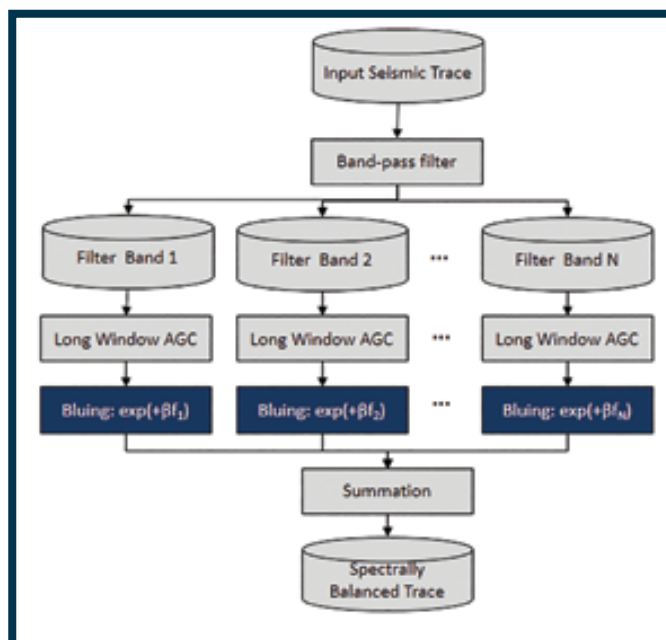 Input Seismic Trace
Band-pass filter
Filter Band 1
Filter Band 2
...
Filter Band N
Long Window AGC
Long Window AGC
...
Long Window AGC
Bluing: exp(+βf₁)
Bluing: exp(+βf₂)
...
Bluing: exp(+βf_N)
Summation
Spectrally
Balanced Trace